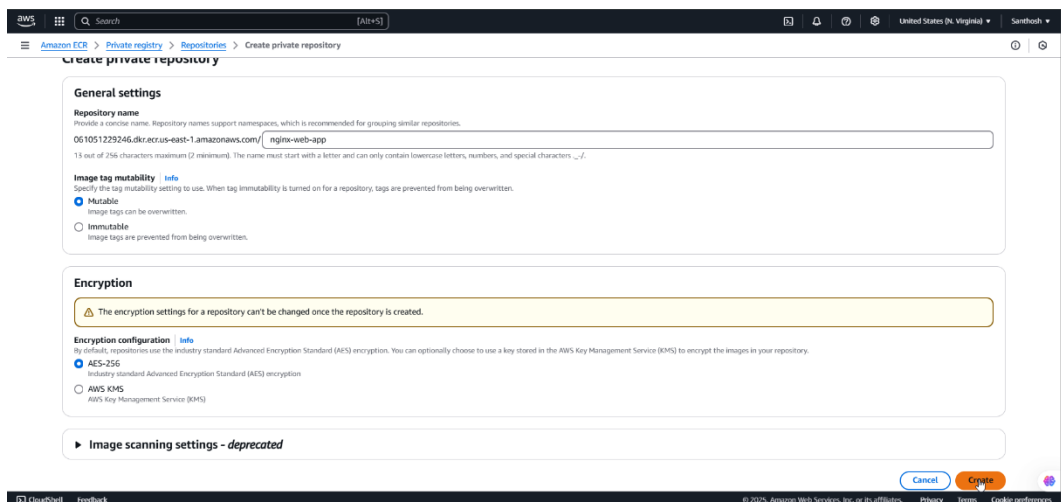 aws
Search
[Alt+S]
United States (N. Virginia)
Santhosh
Amazon ECR > Private registry > Repositories > Create private repository
Create private repository
General settings
Repository name
Provide a concise name. Repository names support namespaces, which is recommended for grouping similar repositories.
061051229246.dkr.ecr.us-east-1.amazonaws.com/ nginx-web-app
13 out of 256 characters maximum (2 minimum). The name must start with a letter and can only contain lowercase letters, numbers, and special characters ._-/.
Image tag mutability | Info
Specify the tag mutability setting to use. When tag immutability is turned on for a repository, tags are prevented from being overwritten.
Mutable
Image tags can be overwritten.
Immutable
Image tags are prevented from being overwritten.
Encryption
The encryption settings for a repository can't be changed once the repository is created.
Encryption configuration | Info
By default, repositories use the industry standard Advanced Encryption Standard (AES) encryption. You can optionally choose to use a key stored in the AWS Key Management Service (KMS) to encrypt the images in your repository.
AES-256
Industry standard Advanced Encryption Standard (AES) encryption
AWS KMS
AWS Key Management Service (KMS)
Image scanning settings - deprecated
Cancel
Create
CloudShell Feedback © 2025, Amazon Web Services, Inc. or its affiliates. Privacy Terms Cookie preferences